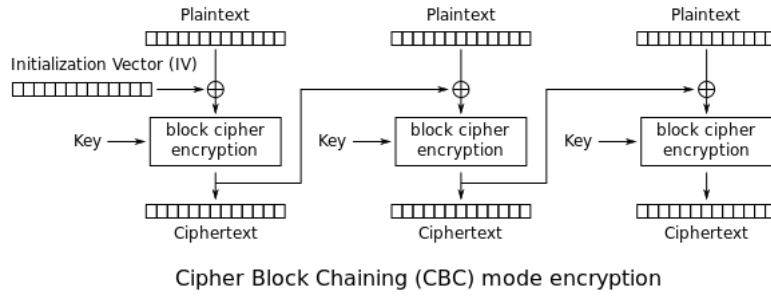 Plaintext
Plaintext
Plaintext
Initialization Vector (IV)
Key
block cipher
encryption
Key
block cipher
encryption
Key
block cipher
encryption
Ciphertext
Ciphertext
Ciphertext
Cipher Block Chaining (CBC) mode encryption